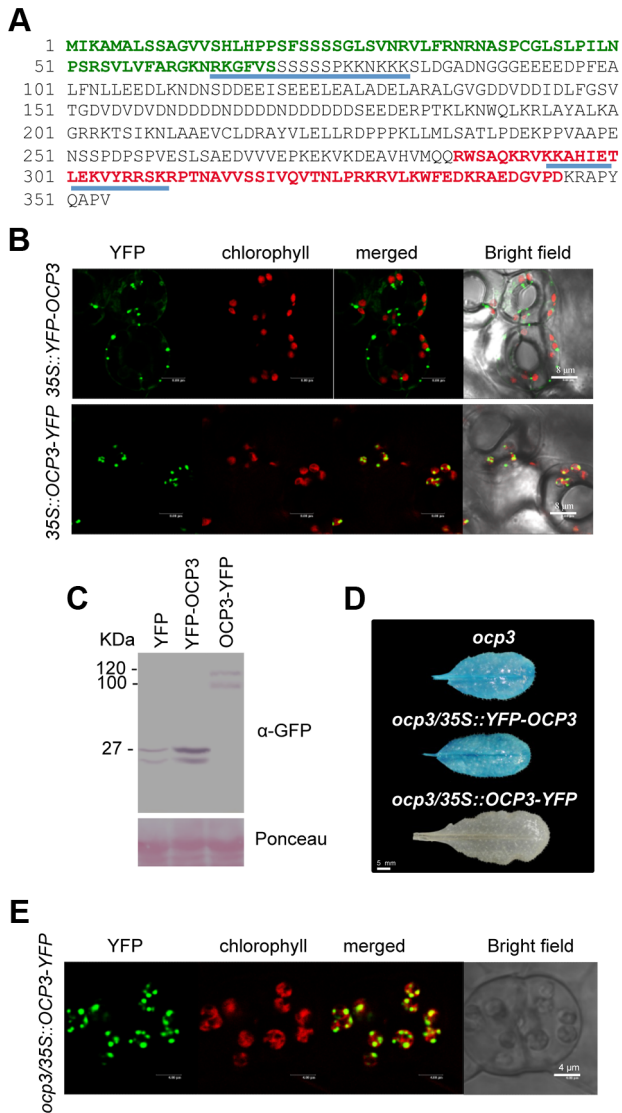 A
1 MIKAMALSSAGVVSHLHPPSFSSSSGLSVNRVLFRNRNASPCGLSLPILN
51 PSRSVLVFARGKNRKGFVSSSSSSPKKNKKKSLDGADNGGGEEEEDPFEA
101 LFNLLEEDLKNDNSDDEEISEEELEALADELARALGVGDDVDDIDLFGSV
151 TGDVDVDVDNDDDDNDDDDNDDDSEEDERPTKLKNWQLKRLAYALKA
201 GRRKTSIKNLAAEVCLDRAYVLELLRDPPPKLLMLSATLPDEKPPVAAPE
251 NSSPDPSPVESLSAEDVVVEPKEKVKDEAVHVMQQRWSAQKRVKKAHIET
301 LEKVYRRSKRPTNAVVSSIVQVTNLPRKRVLKWFEDKRAEDGVPDKRAPY
351 QAPV
B
YFP chlorophyll merged Bright field
35S::YFP-OCP3
8 µm
35S::OCP3-YFP
8 µm
C
YFP
YFP-OCP3
OCP3-YFP
KDa
120 -
100 -
27 -
α-GFP
Ponceau
D
ocp3
ocp3/35S::YFP-OCP3
ocp3/35S::OCP3-YFP
5 mm
E
YFP chlorophyll merged Bright field
ocp3/35S::OCP3-YFP
4 µm